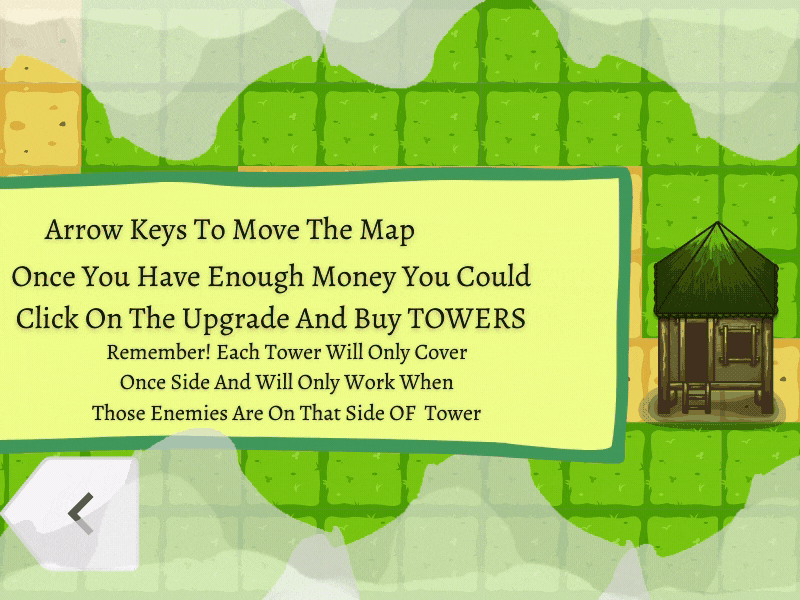 Arrow Keys To Move The Map
Once You Have Enough Money You Could
Click On The Upgrade And Buy TOWERS
Remember! Each Tower Will Only Cover
Once Side And Will Only Work When
Those Enemies Are On That Side OF Tower